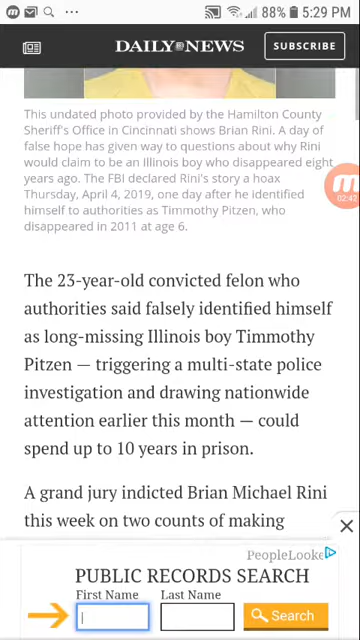 88% 5:29 PM
DAILY NEWS
SUBSCRIBE
This undated photo provided by the Hamilton County
Sheriff's Office in Cincinnati shows Brian Rini. A day of
false hope has given way to questions about why Rini
would claim to be an Illinois boy who disappeared eight
years ago. The FBI declared Rini's story a hoax
Thursday, April 4, 2019, one day after he identified
himself to authorities as Timmothy Pitzen, who
disappeared in 2011 at age 6.
02:42
The 23-year-old convicted felon who
authorities said falsely identified himself
as long-missing Illinois boy Timmothy
Pitzen — triggering a multi-state police
investigation and drawing nationwide
attention earlier this month — could
spend up to 10 years in prison.
A grand jury indicted Brian Michael Rini
this week on two counts of making
PeopleLooke
PUBLIC RECORDS SEARCH
First Name Last Name
Search